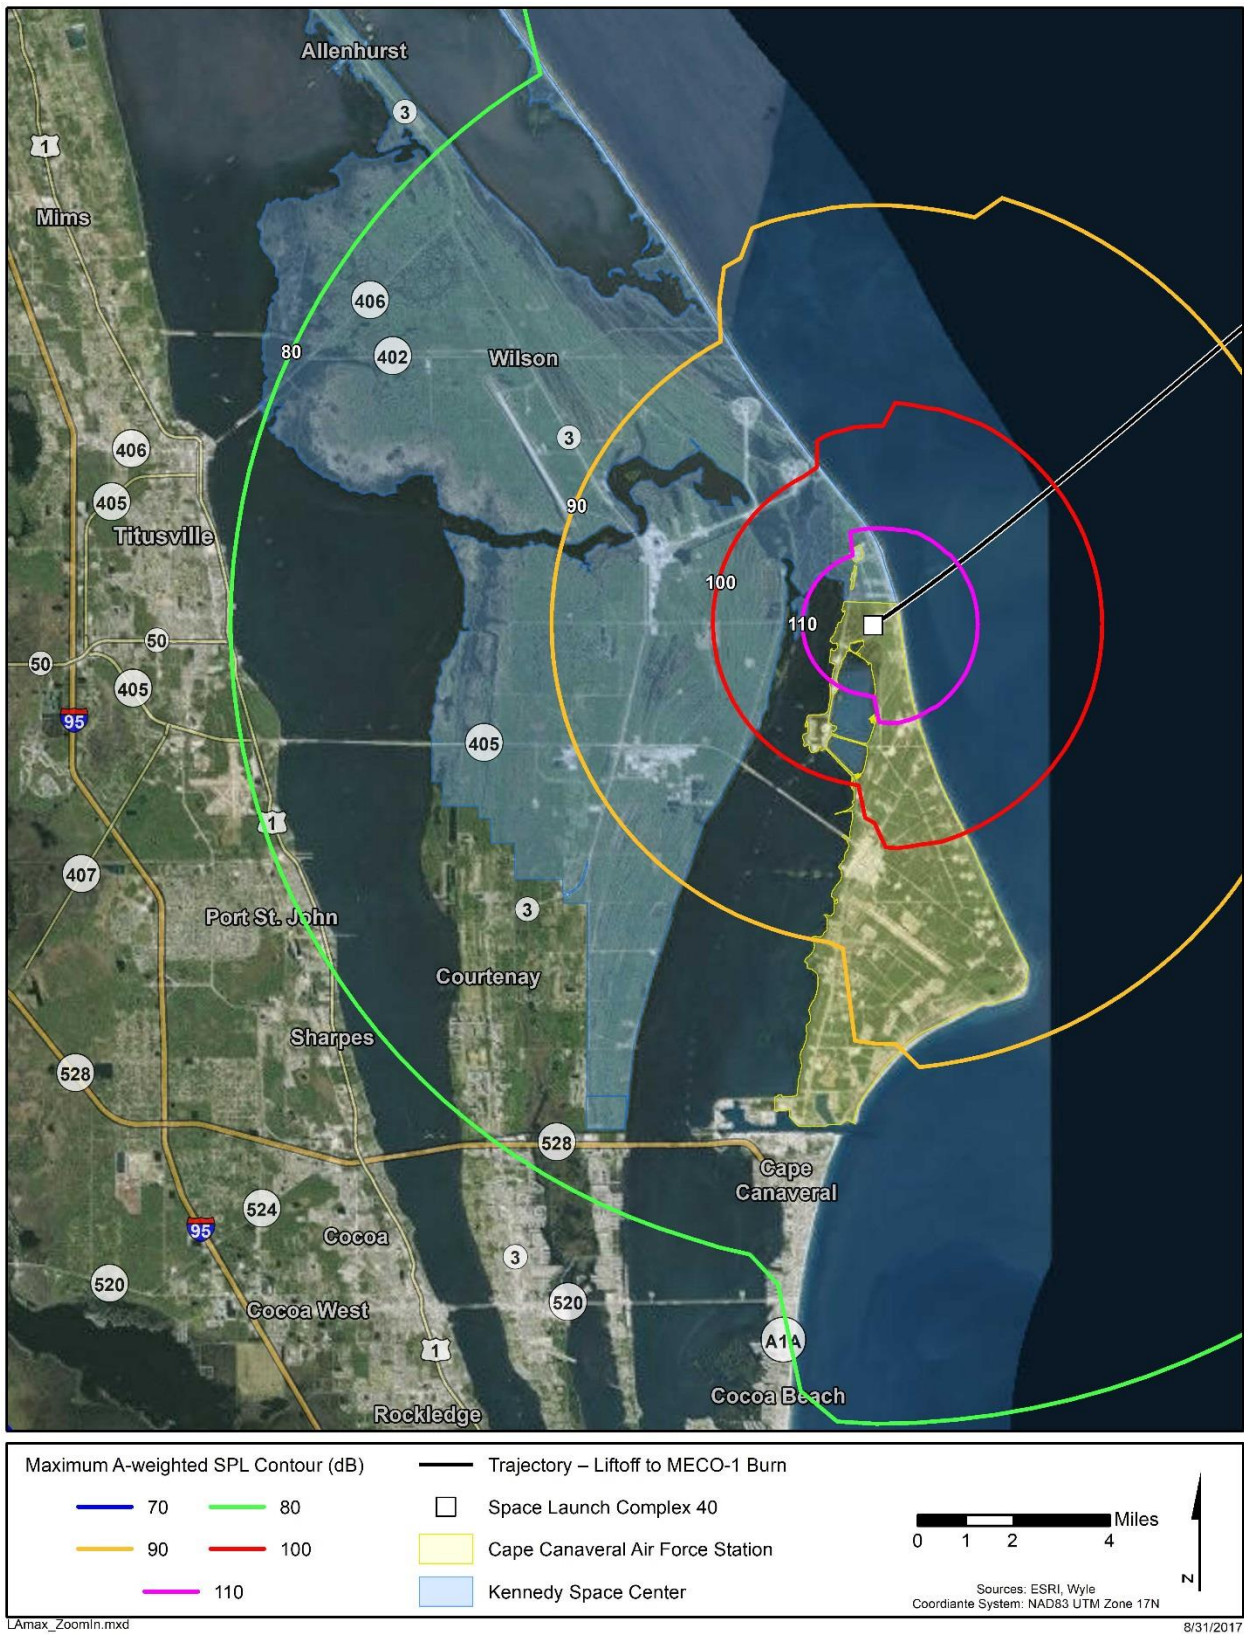 Allenhurst
3
1
Mims
406
80
402
Wilson
3
406
405
90
Titusville
100
110
50
50
405
95
405
1
407
3
Port St. John
Courtenay
Sharpes
528
528
Cape
Canaveral
524
95
Cocoa
3
520
520
Cocoa West
A1A
1
Cocoa Beach
Rockledge
Maximum A-weighted SPL Contour (dB)
70
80
90
100
110
Trajectory – Liftoff to MECO-1 Burn
Space Launch Complex 40
Cape Canaveral Air Force Station
Kennedy Space Center
Miles
0 1 2 4
N
Sources: ESRI, Wyle
Coordiante System: NAD83 UTM Zone 17N
LAmax_ZoomIn.mxd
8/31/2017